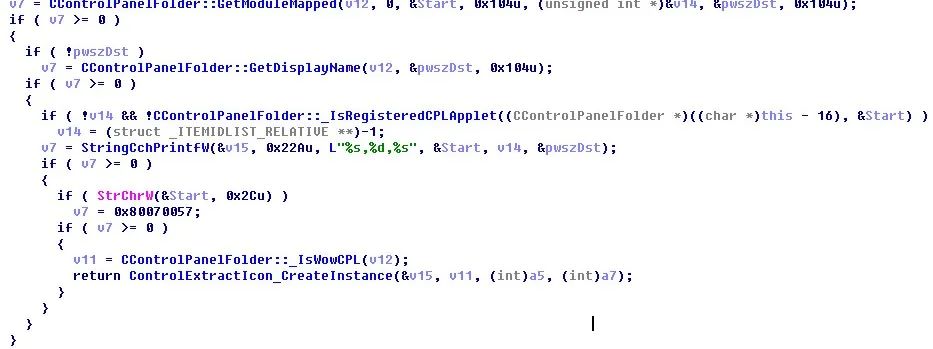 v7 = CControlPanelFolder::GetModuleMapped(v12, 0, &Start, 0x104u, (unsigned int *)&v14, &pwszDst, 0x104u);
if ( v7 >= 0 )
{
if ( !pwszDst )
v7 = CControlPanelFolder::GetDisplayName(v12, &pwszDst, 0x104u);
if ( v7 >= 0 )
{
if ( !v14 && !CControlPanelFolder::_IsRegisteredCPLApplet((CControlPanelFolder *)((char *)this - 16), &Start) )
v14 = (struct _ITEMIDLIST_RELATIVE **)-1;
v7 = StringCchPrintfW(&v15, 0x22Au, L"%s,%d,%s", &Start, v14, &pwszDst);
if ( v7 >= 0 )
{
if ( StrChrW(&Start, 0x2Cu) )
v7 = 0x80070057;
if ( v7 >= 0 )
{
v11 = CControlPanelFolder::_IsWowCPL(v12);
return ControlExtractIcon_CreateInstance(&v15, v11, (int)a5, (int)a7);
}
}
}
}